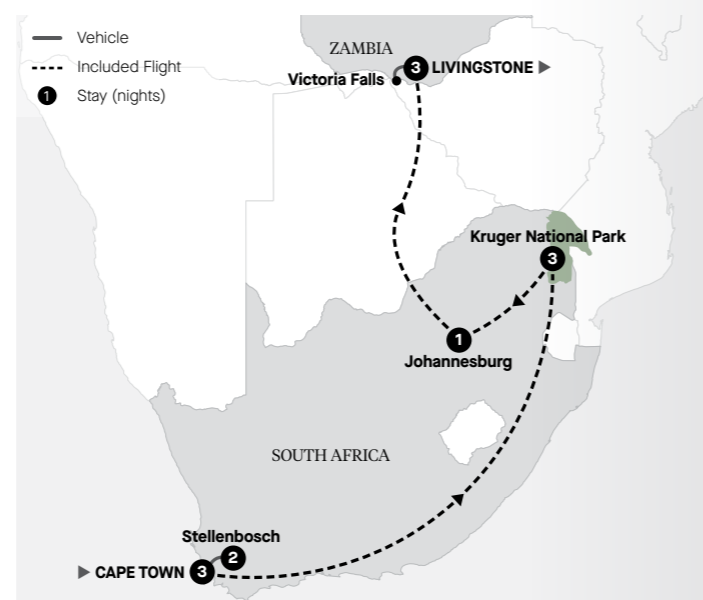 Vehicle
Included Flight
1 Stay (nights)
ZAMBIA
Victoria Falls
3 LIVINGSTONE
Kruger National Park
3
1
Johannesburg
SOUTH AFRICA
Stellenbosch
2
CAPE TOWN 3